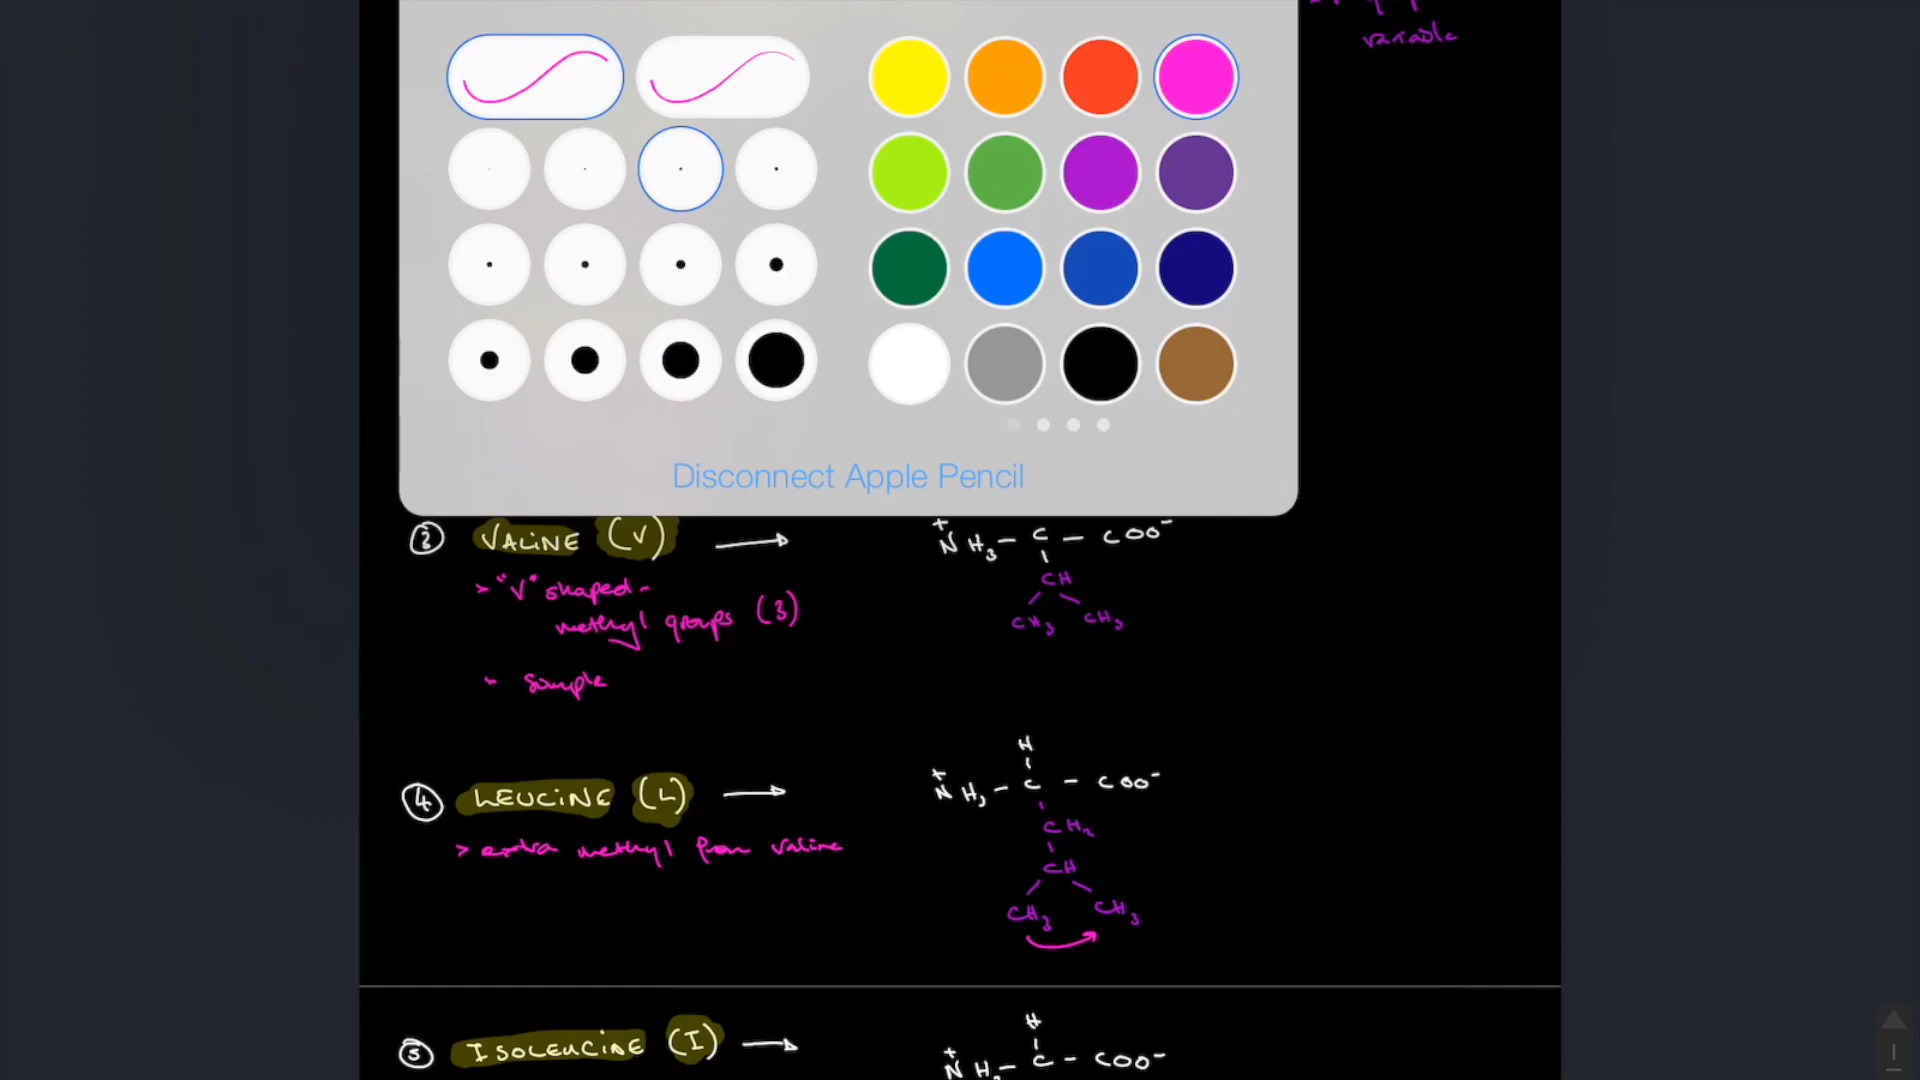 variable
Disconnect Apple Pencil
③ VALINE (V) → +NH3 - C - COO-
> "V" shaped - CH
methyl groups (3) CH3 CH3
- simple
H
④ LEUCINE (L) → +NH3 - C - COO-
CH2
> extra methyl from valine
CH
CH3 CH3
H
⑤ ISOLEUCINE (I) → +NH3 - C - COO-